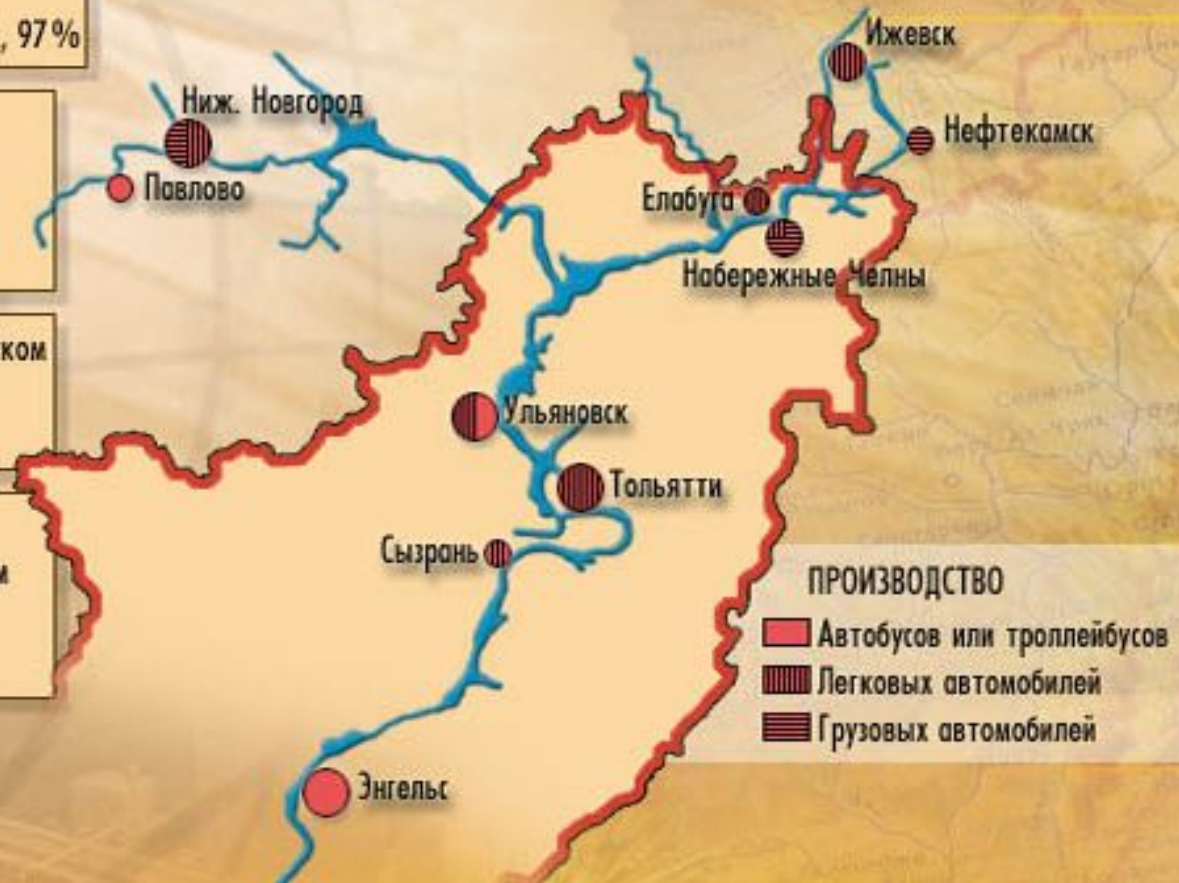 , 97%
Ижевск
Ниж. Новгород
Нефтекамск
Павлово
Елабуга
Набережные Челны
ком
Ульяновск
Тольятти
Сызрань
м
ПРОИЗВОДСТВО
Автобусов или троллейбусов
Легковых автомобилей
Грузовых автомобилей
Энгельс